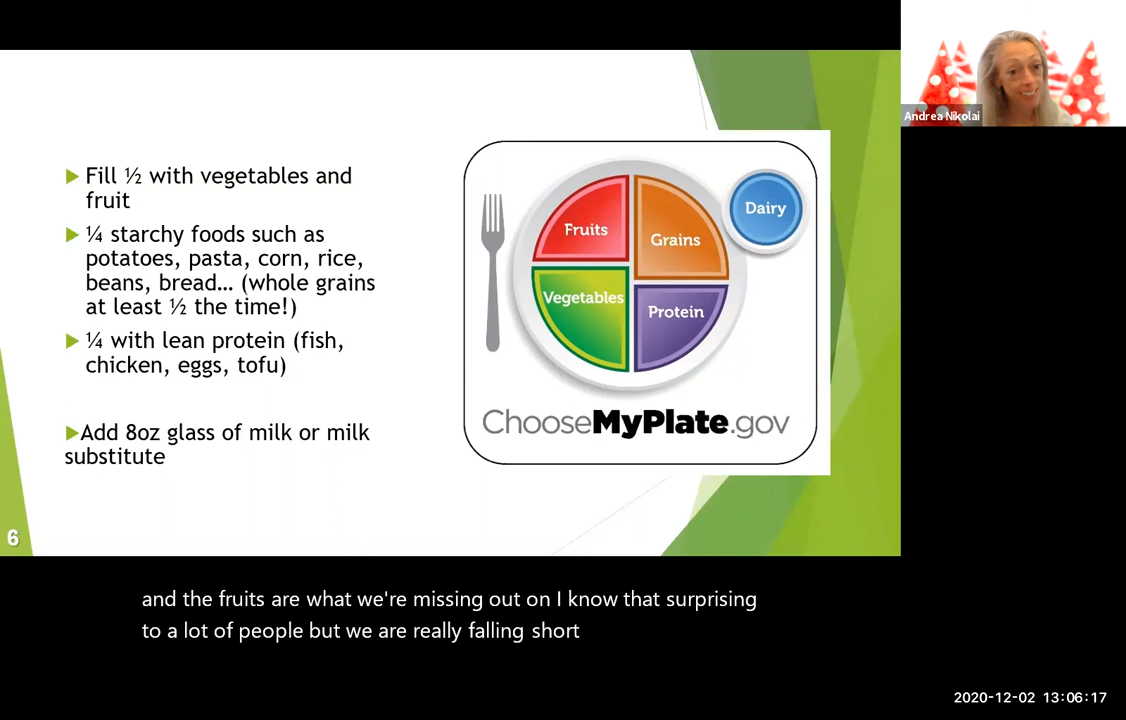 Andrea Nikolai
Fill ½ with vegetables and
fruit
¼ starchy foods such as
potatoes, pasta, corn, rice,
beans, bread... (whole grains
at least ½ the time!)
¼ with lean protein (fish,
chicken, eggs, tofu)
Add 8oz glass of milk or milk
substitute
Fruits
Grains
Dairy
Vegetables
Protein
ChooseMyPlate.gov
6
and the fruits are what we're missing out on I know that surprising
to a lot of people but we are really falling short
2020-12-02 13:06:17